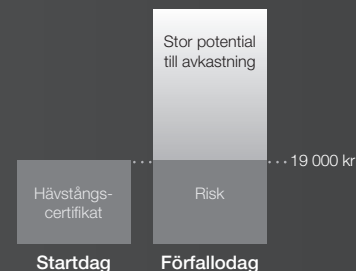 Stor potential
till avkastning
19 000 kr
Hävstångs-
certifikat
Risk
Startdag
Förfallodag